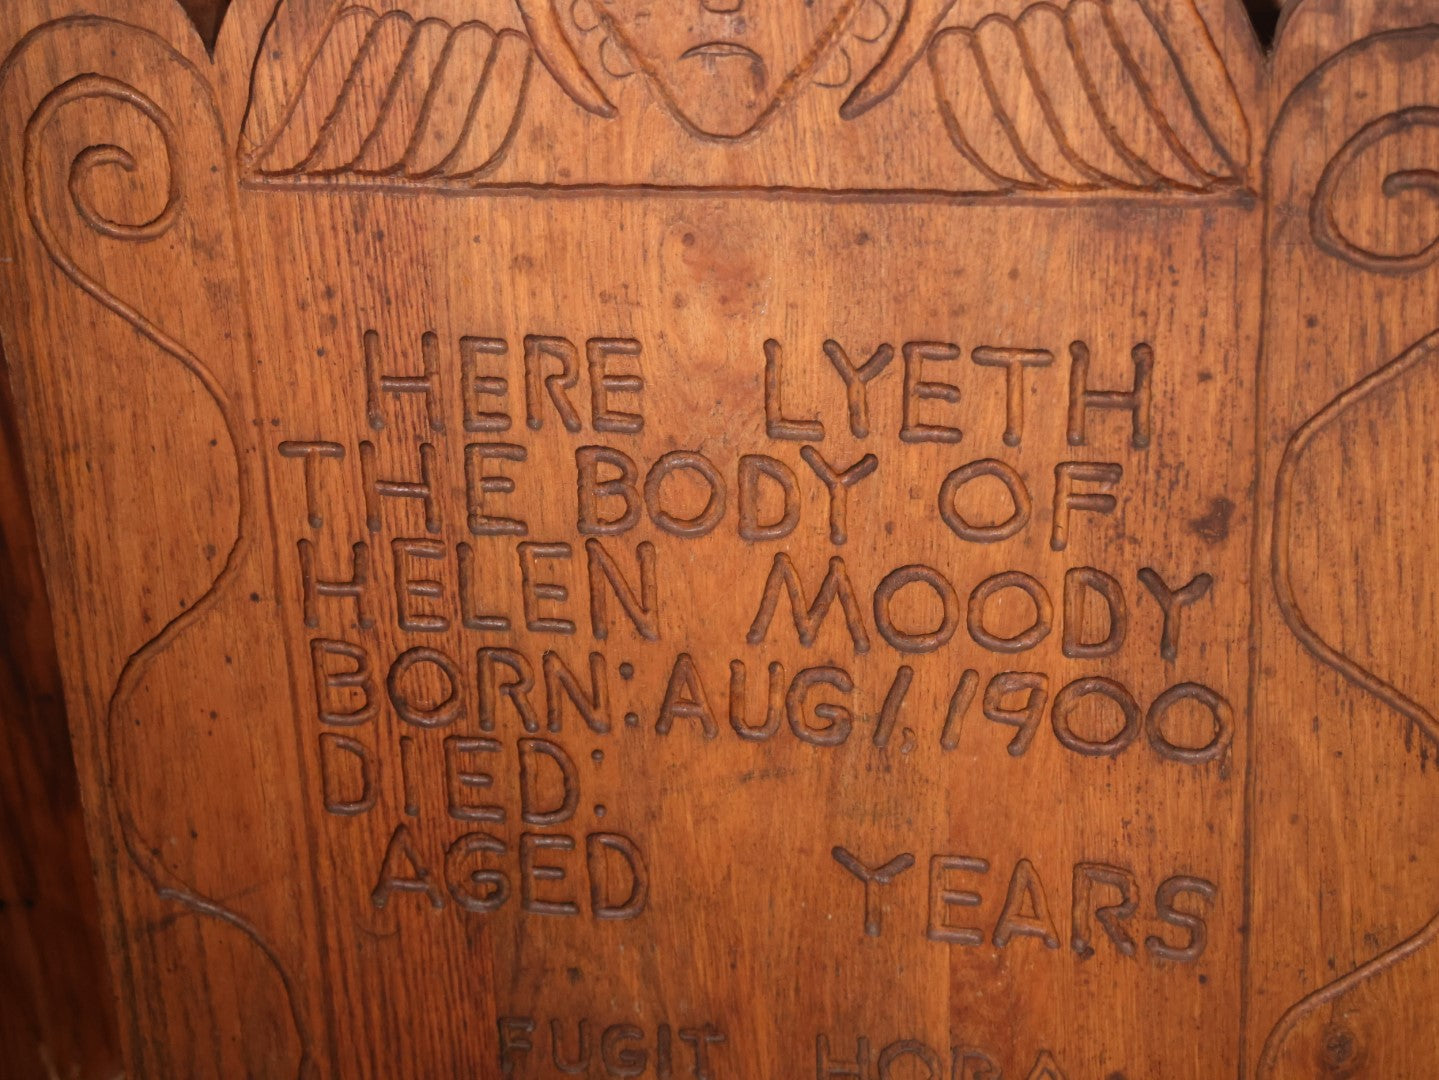 HERE LYETH
THE BODY OF
HELEN MOODY
BORN: AUG 1, 1900
DIED:
AGED YEARS
FUGIT HORA